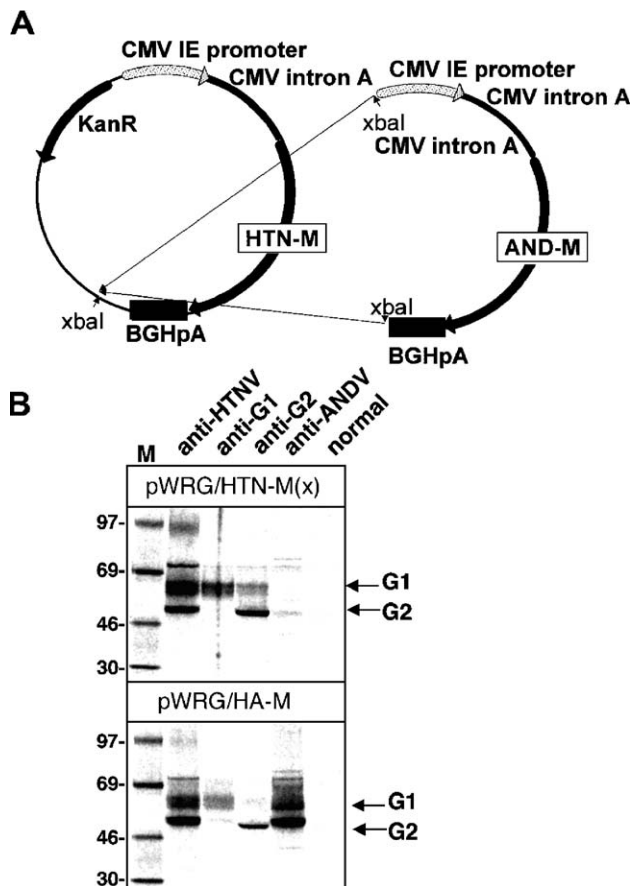 A
CMV IE promoter
CMV intron A
KanR
HTN-M
xbaI
BGHpA
CMV IE promoter
CMV intron A
xbaI
CMV intron A
AND-M
xbaI
BGHpA
B
M
anti-HTNV
anti-G1
anti-G2
anti-ANDV
normal
pWRG/HTN-M(x)
97-
69-
46-
30-
G1
G2
pWRG/HA-M
97-
69-
46-
30-
G1
G2